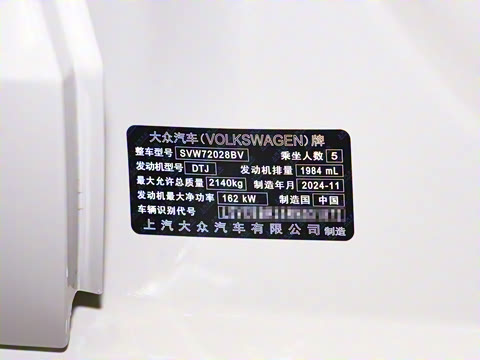 大众汽车(VOLKSWAGEN)牌
整车型号 SVW72028BV 乘坐人数 5
发动机型号 DTJ 发动机排量 1984 mL
最大允许总质量 2140kg 制造年月 2024-11
发动机最大净功率 162 kW 制造国 中国
车辆识别代号
上汽大众汽车有限公司 制造